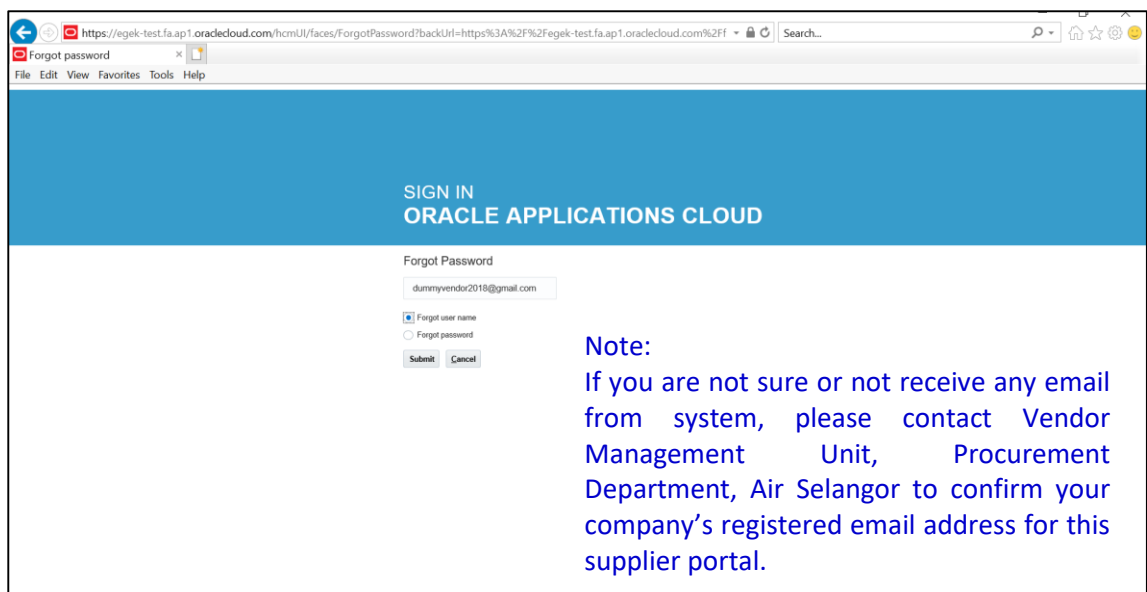 https://egek-test.fa.ap1.oraclecloud.com/hcmUI/faces/ForgotPassword?backUrl=https%3A%2F%2Fegek-test.fa.ap1.oraclecloud.com%2Ff
Search...
Forgot password
File Edit View Favorites Tools Help
SIGN IN
ORACLE APPLICATIONS CLOUD
Forgot Password
dummyvendor2018@gmail.com
Forgot user name
Forgot password
Submit Cancel
Note:
If you are not sure or not receive any email
from system, please contact Vendor
Management Unit, Procurement
Department, Air Selangor to confirm your
company’s registered email address for this
supplier portal.